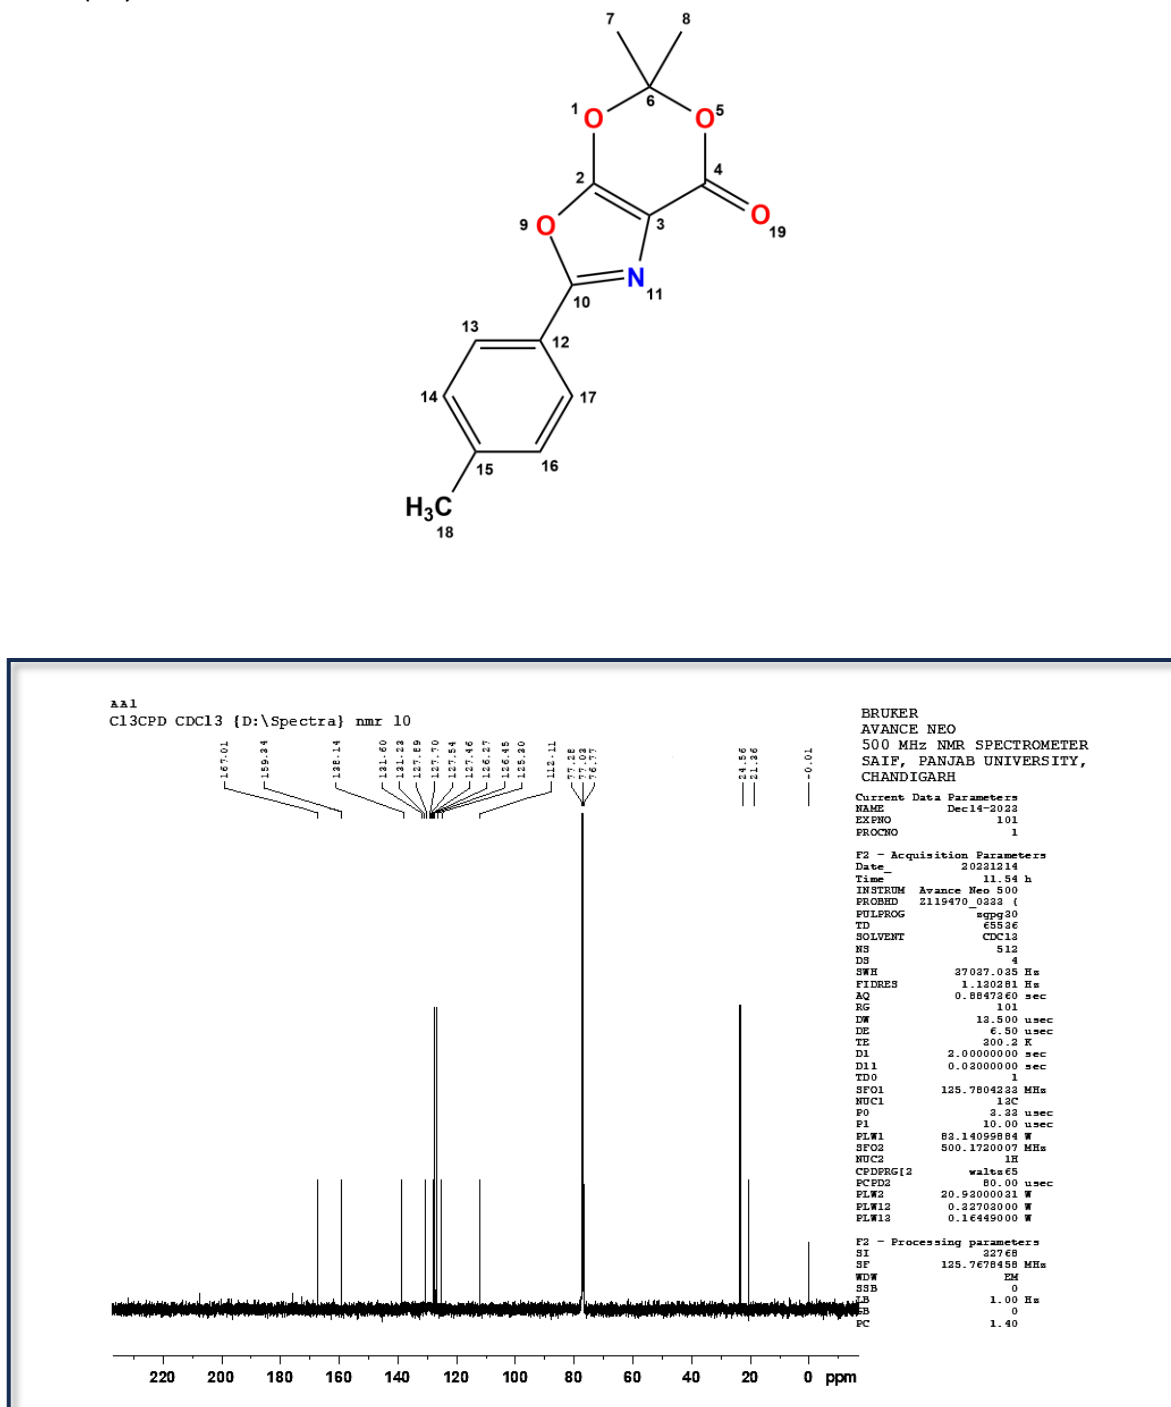 7 8
1 O 6 O 5
2 4
9 O 3 O 19
N 11
10
13 12
14 17
15 16
H₃C
18
AA1
C13CPD CDCl3 {D:\Spectra} nmr 10
167.01
159.34
138.14
131.60
131.23
127.89
127.70
127.54
127.46
126.27
126.45
125.30
112.11
77.28
77.03
76.77
24.56
21.36
-0.01
BRUKER
AVANCE NEO
500 MHz NMR SPECTROMETER
SAIF, PANJAB UNIVERSITY,
CHANDIGARH
Current Data Parameters
NAME Dec14-2023
EXPNO 101
PROCNO 1
F2 - Acquisition Parameters
Date_ 20231214
Time 11.54 h
INSTRUM Avance Neo 500
PROBHD Z119470_0333 (
PULPROG zgpg30
TD 65536
SOLVENT CDCl3
NS 512
DS 4
SWH 37037.035 Hz
FIDRES 1.130281 Hz
AQ 0.8847360 sec
RG 101
DW 13.500 usec
DE 6.50 usec
TE 300.2 K
D1 2.00000000 sec
D11 0.03000000 sec
TD0 1
SFO1 125.7804233 MHz
NUC1 13C
P0 3.33 usec
P1 10.00 usec
PLW1 83.14099884 W
SFO2 500.1720007 MHz
NUC2 1H
CPDPRG[2 waltz65
PCPD2 80.00 usec
PLW2 20.93000031 W
PLW12 0.32703000 W
PLW13 0.16449000 W
F2 - Processing parameters
SI 32768
SF 125.7678458 MHz
WDW EM
SSB 0
LB 1.00 Hz
GB 0
PC 1.40
220 200 180 160 140 120 100 80 60 40 20 0 ppm